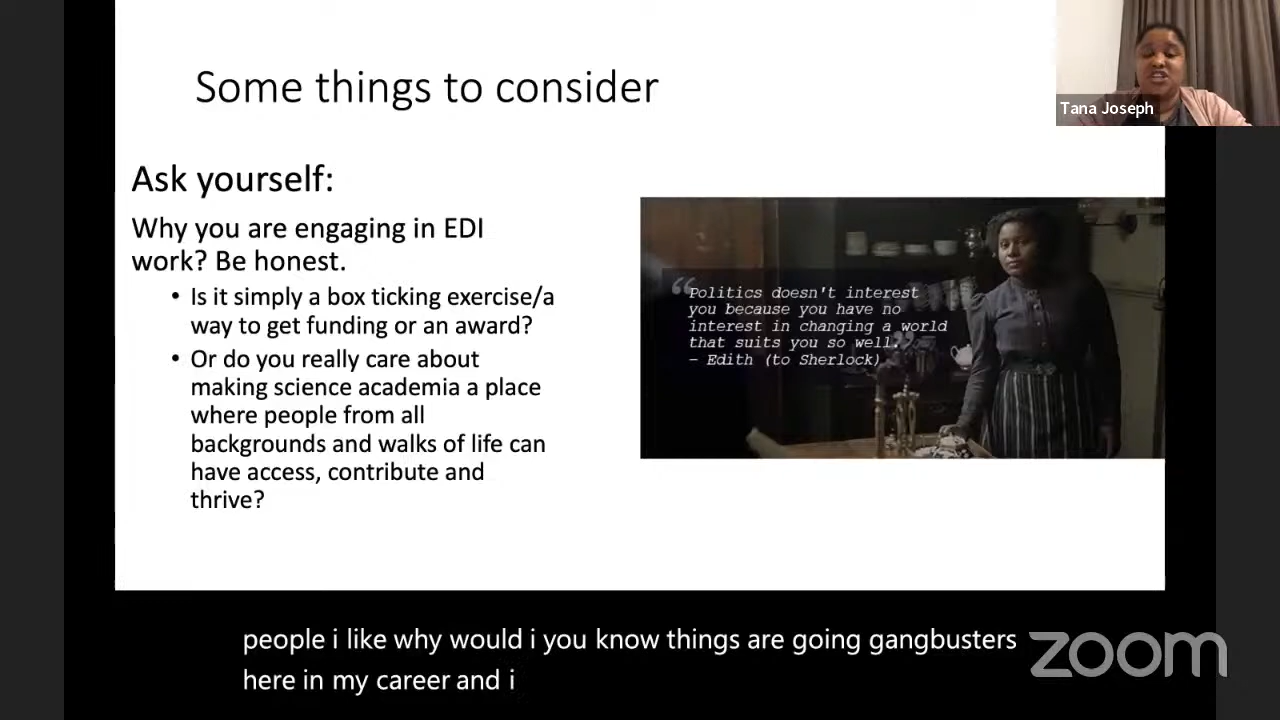 Some things to consider
Tana Joseph
Ask yourself:
Why you are engaging in EDI
work? Be honest.
• Is it simply a box ticking exercise/a
way to get funding or an award?
• Or do you really care about
making science academia a place
where people from all
backgrounds and walks of life can
have access, contribute and
thrive?
“Politics doesn't interest
you because you have no
interest in changing a world
that suits you so well.”
– Edith (to Sherlock)
people i like why would i you know things are going gangbusters
here in my career and i
zoom